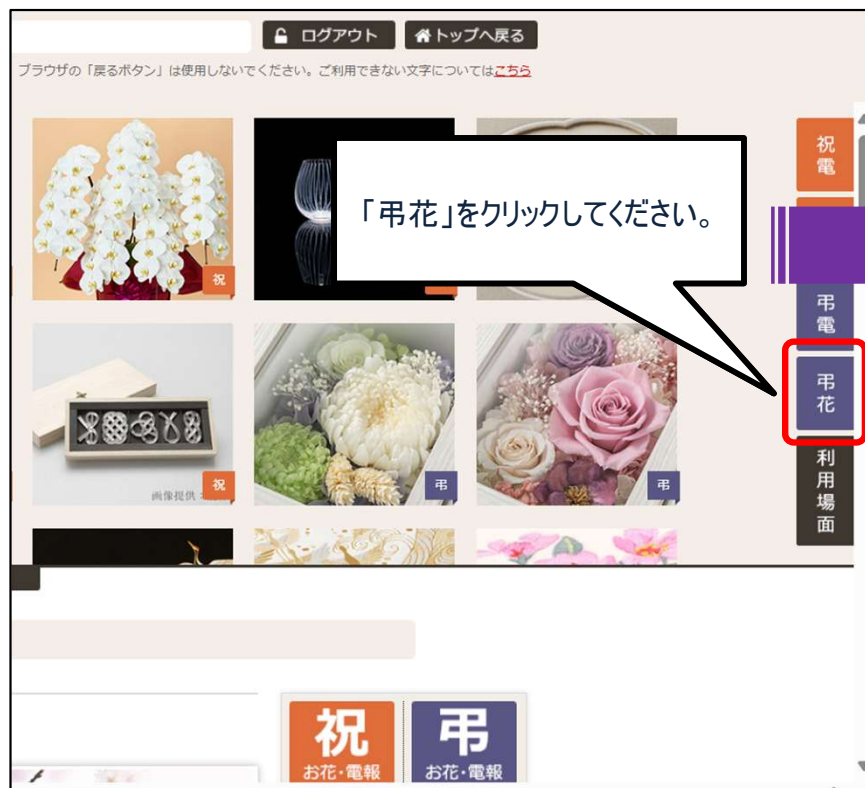 ログアウト
トップへ戻る
ブラウザの「戻るボタン」は使用しないでください。ご利用できない文字についてはこちら
祝電
「弔花」をクリックしてください。
祝
弔電
弔花
画像提供
祝
弔
弔
利用場面
祝
お花・電報
弔
お花・電報